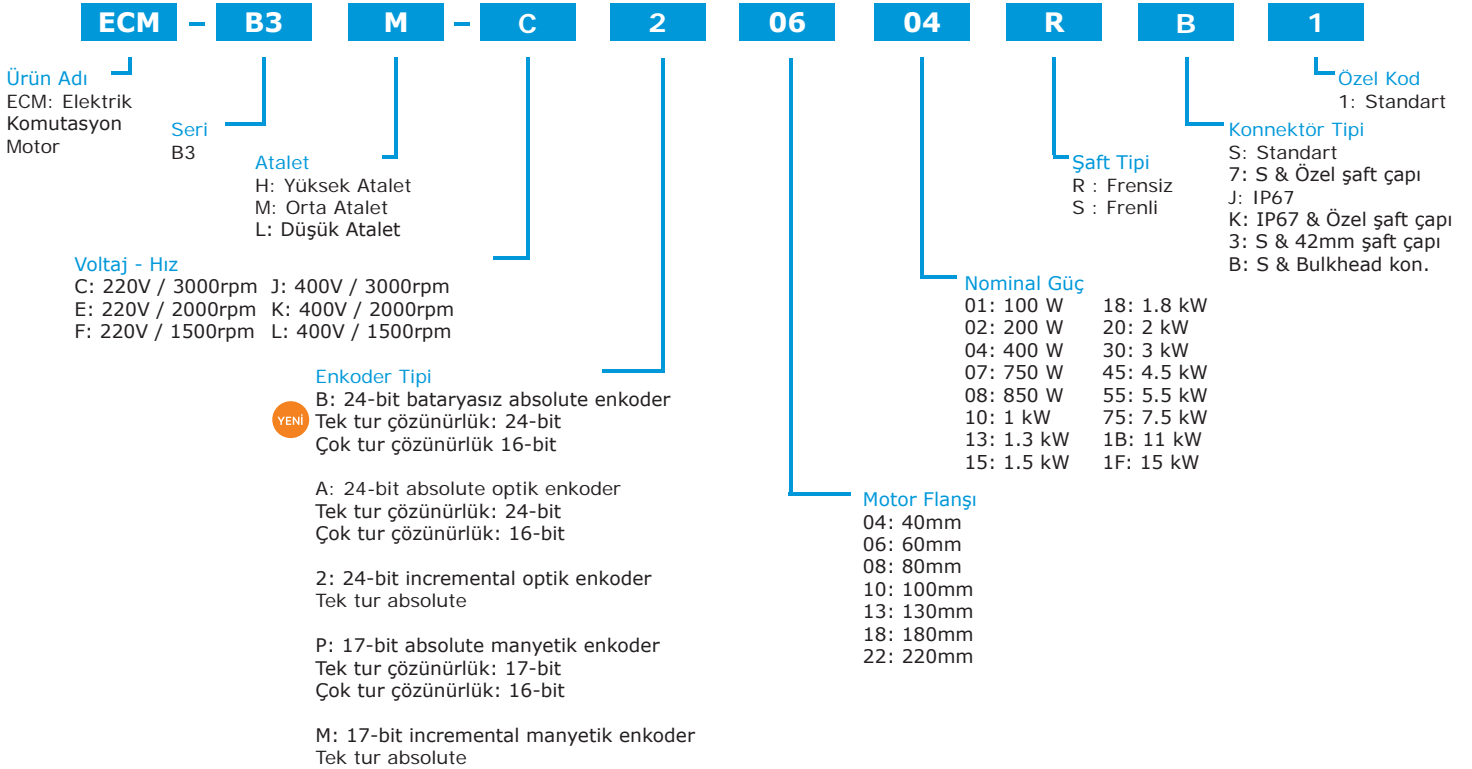 ECM – B3 M – C 2 06 04 R B 1
Ürün Adı
ECM: Elektrik
Komutasyon
Motor
Seri
B3
Atalet
H: Yüksek Atalet
M: Orta Atalet
L: Düşük Atalet
Voltaj - Hız
C: 220V / 3000rpm J: 400V / 3000rpm
E: 220V / 2000rpm K: 400V / 2000rpm
F: 220V / 1500rpm L: 400V / 1500rpm
Enkoder Tipi
YENİ
B: 24-bit bataryasız absolute enkoder
Tek tur çözünürlük: 24-bit
Çok tur çözünürlük 16-bit
A: 24-bit absolute optik enkoder
Tek tur çözünürlük: 24-bit
Çok tur çözünürlük: 16-bit
2: 24-bit incremental optik enkoder
Tek tur absolute
P: 17-bit absolute manyetik enkoder
Tek tur çözünürlük: 17-bit
Çok tur çözünürlük: 16-bit
M: 17-bit incremental manyetik enkoder
Tek tur absolute
Motor Flanşı
04: 40mm
06: 60mm
08: 80mm
10: 100mm
13: 130mm
18: 180mm
22: 220mm
Nominal Güç
01: 100 W 18: 1.8 kW
02: 200 W 20: 2 kW
04: 400 W 30: 3 kW
07: 750 W 45: 4.5 kW
08: 850 W 55: 5.5 kW
10: 1 kW 75: 7.5 kW
13: 1.3 kW 1B: 11 kW
15: 1.5 kW 1F: 15 kW
Şaft Tipi
R : Frensiz
S : Frenli
Konnektör Tipi
S: Standart
7: S & Özel şaft çapı
J: IP67
K: IP67 & Özel şaft çapı
3: S & 42mm şaft çapı
B: S & Bulkhead kon.
Özel Kod
1: Standart